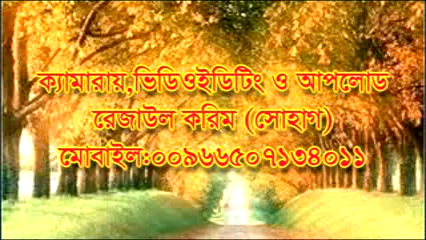 ক্যামারায়,ভিডিওইডিটিং ও আপলোড
রেজাউল করিম (সোহাগ)
মোবাইল:০০৯৬৬৫০৭১৩৪০১১